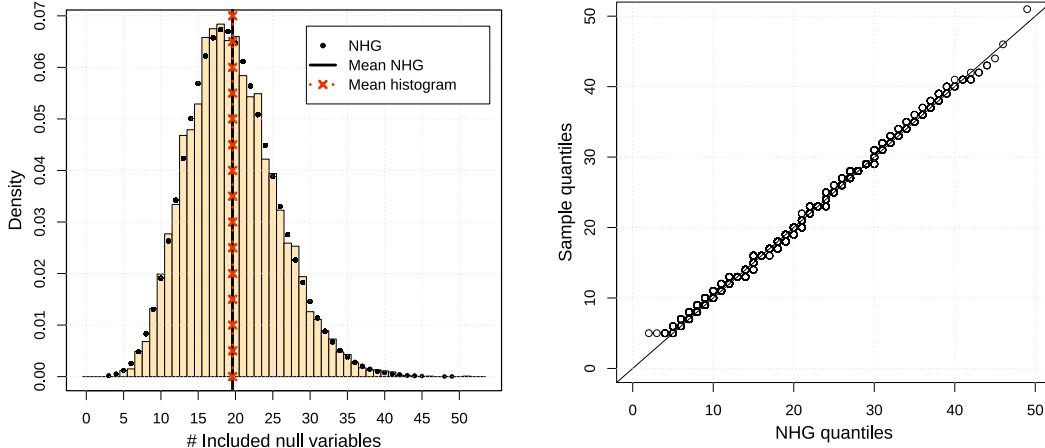 0.00 0.01 0.02 0.03 0.04 0.05 0.06 0.07
Density
NHG
Mean NHG
Mean histogram
0 5 10 15 20 25 30 35 40 45 50
# Included null variables
0 10 20 30 40 50
Sample quantiles
0 10 20 30 40 50
NHG quantiles